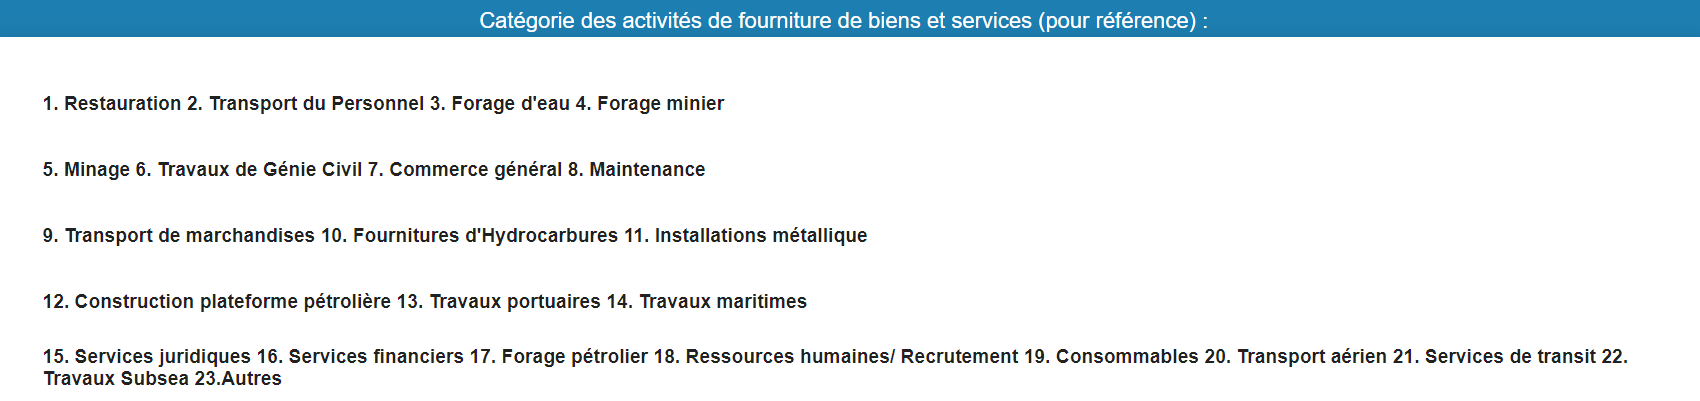 Catégorie des activités de fourniture de biens et services (pour référence) :
1. Restauration 2. Transport du Personnel 3. Forage d'eau 4. Forage minier
5. Minage 6. Travaux de Génie Civil 7. Commerce général 8. Maintenance
9. Transport de marchandises 10. Fournitures d'Hydrocarbures 11. Installations métallique
12. Construction plateforme pétrolière 13. Travaux portuaires 14. Travaux maritimes
15. Services juridiques 16. Services financiers 17. Forage pétrolier 18. Ressources humaines/ Recrutement 19. Consommables 20. Transport aérien 21. Services de transit 22.
Travaux Subsea 23.Autres